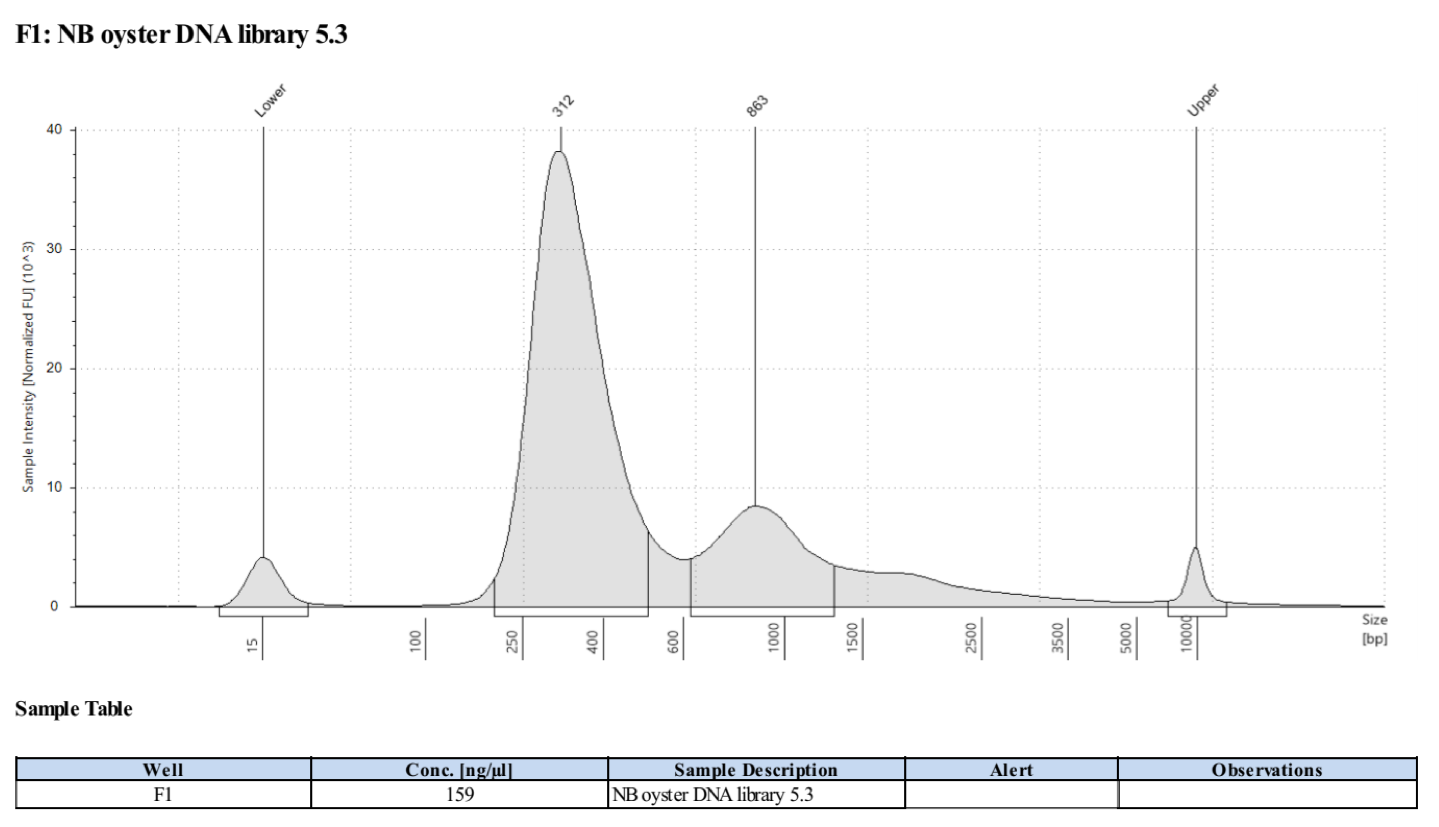 F1: NB oyster DNA library 5.3
Lower
312
863
Upper
40
30
20
10
0
Sample Intensity [Normalized FU] (10^3)
15
100
250
400
600
1000
1500
2500
3500
5000
10000
Size
[bp]
Sample Table
Well Conc. [ng/µl] Sample Description Alert Observations
F1 159 NB oyster DNA library 5.3